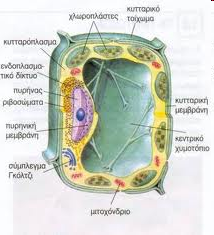 χλωροπλάστες
κυτταρικό
τοίχωμα
κυτταρόπλασμα
ενδοπλασμα-
τικό δίκτυο
πυρήνας
ριβοσώματα
πυρηνική
μεμβράνη
σύμπλεγμα
Γκόλτζι
κυτταρική
μεμβράνη
κεντρικό
χυμοτόπιο
μιτοχόνδριο